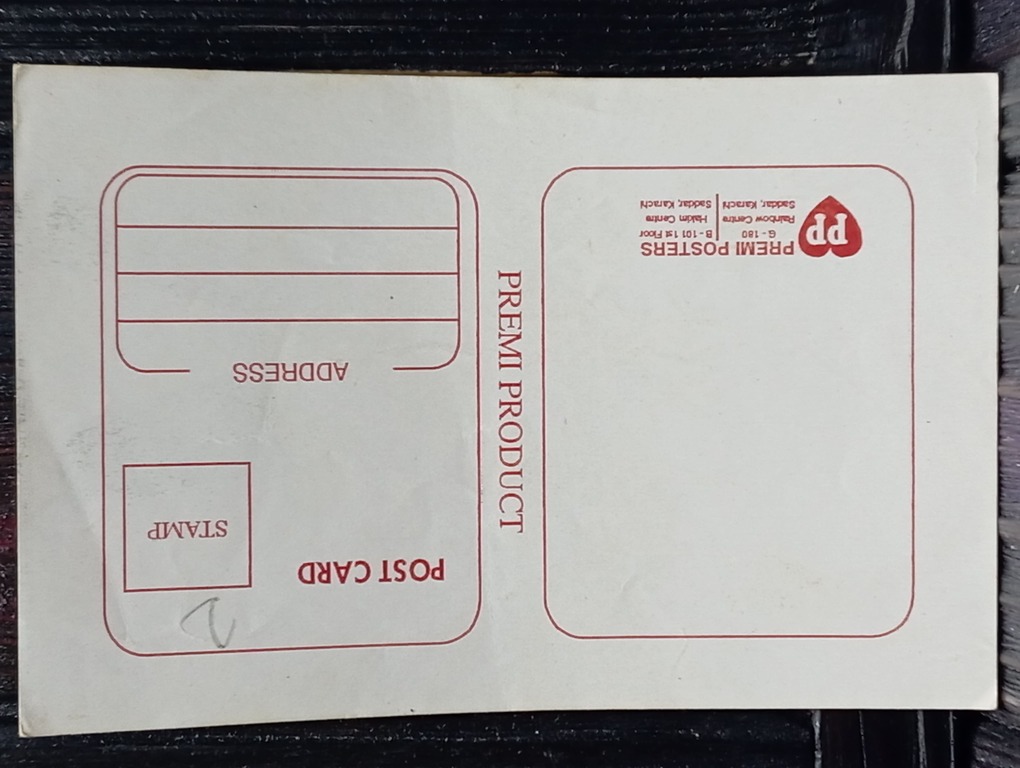 POST CARD
STAMP
ADDRESS
PREMI PRODUCT
PP
PREMI POSTERS
G - 180
Rainbow Centre
Saddar, Karachi
B - 101 1st Floor
Hakim Centre
Saddar, Karachi